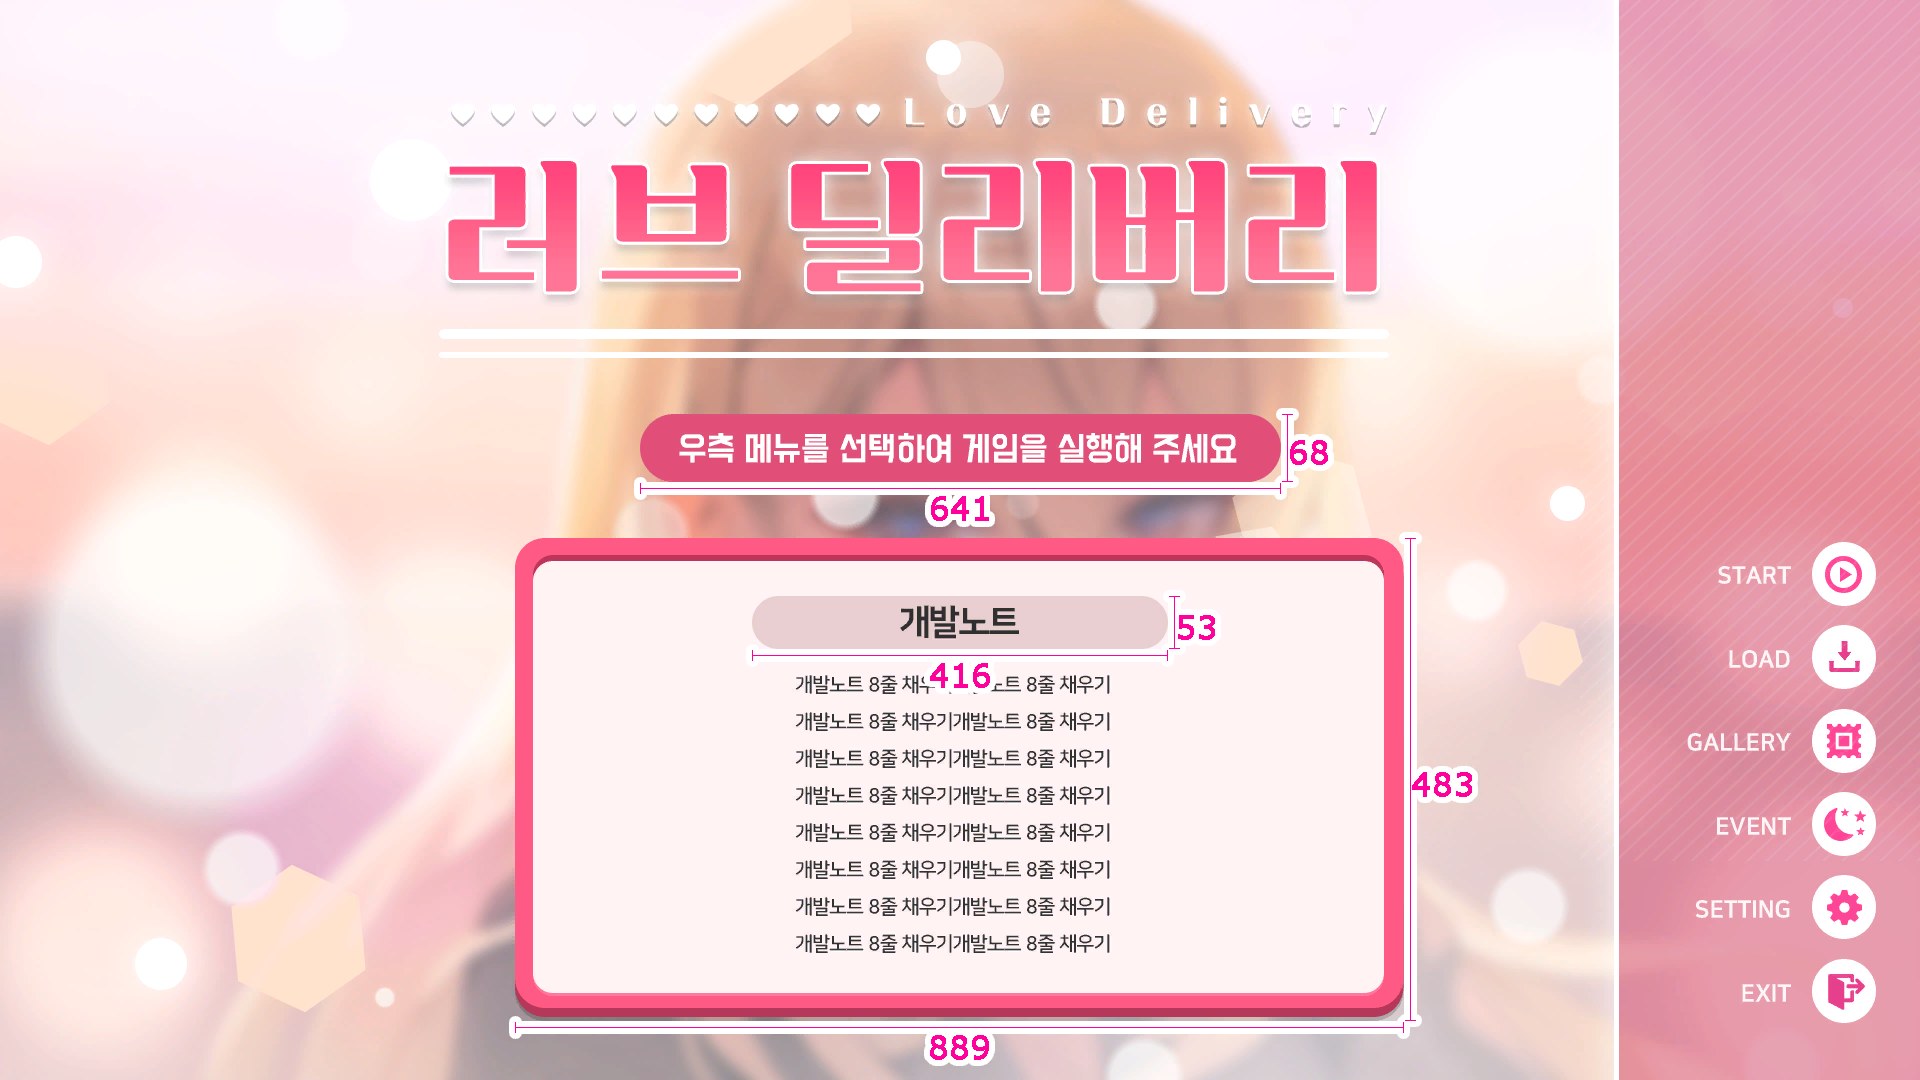 Love Delivery
러브 딜리버리
우측 메뉴를 선택하여 게임을 실행해 주세요
68
641
개발노트
53
416
개발노트 8줄 채우 노트 8줄 채우기
개발노트 8줄 채우기개발노트 8줄 채우기
개발노트 8줄 채우기개발노트 8줄 채우기
개발노트 8줄 채우기개발노트 8줄 채우기
개발노트 8줄 채우기개발노트 8줄 채우기
개발노트 8줄 채우기개발노트 8줄 채우기
개발노트 8줄 채우기개발노트 8줄 채우기
개발노트 8줄 채우기개발노트 8줄 채우기
483
889
START
LOAD
GALLERY
EVENT
SETTING
EXIT